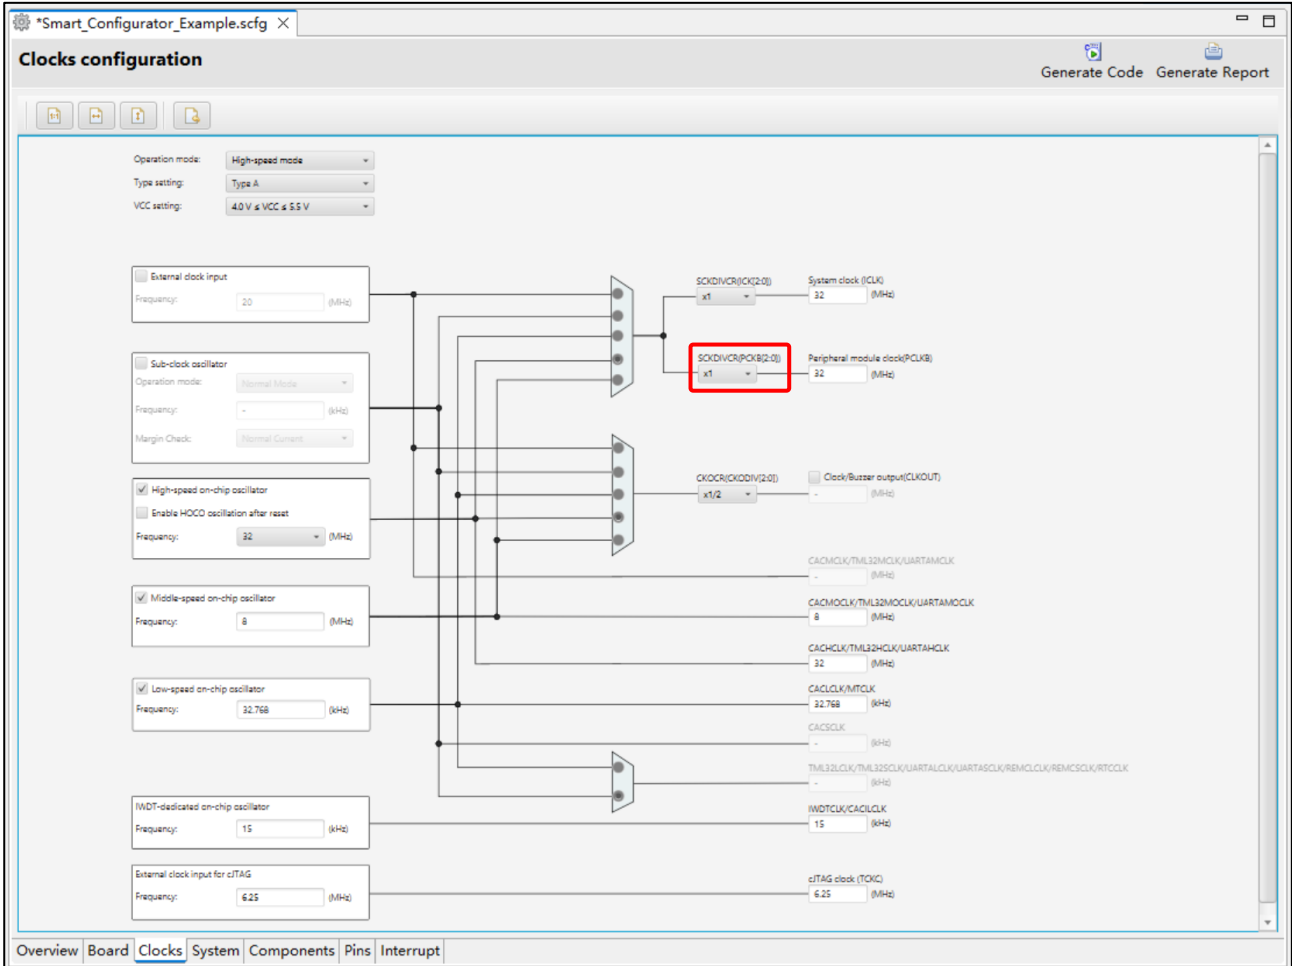 *Smart_Configurator_Example.scfg
Clocks configuration
Generate Code Generate Report
1:1
Operation mode: High-speed mode
Type setting: Type A
VCC setting: 4.0 V ≤ VCC ≤ 5.5 V
External clock input
Frequency: 20 (MHz)
SCKDIVCR(ICK[2:0]) System clock (ICLK)
x1 32 (MHz)
Sub-clock oscillator
Operation mode: Normal Mode
Frequency: - (kHz)
Margin Check: Normal Current
SCKDIVCR(PCKB[2:0]) Peripheral module clock(PCLKB)
x1 32 (MHz)
High-speed on-chip oscillator
Enable HOCO oscillation after reset
Frequency: 32 (MHz)
CKOCR(CKODIV[2:0]) Clock/Buzzer output(CLKOUT)
x1/2 - (MHz)
CACMCLK/TML32MCLK/UARTAMCLK
- (MHz)
Middle-speed on-chip oscillator
Frequency: 8 (MHz)
CACMOCLK/TML32MOCLK/UARTAMOCLK
8 (MHz)
CACHCLK/TML32HCLK/UARTAHCLK
32 (MHz)
Low-speed on-chip oscillator
Frequency: 32.768 (kHz)
CACLCLK/MTCLK
32.768 (kHz)
CACSCLK
- (kHz)
TML32LCLK/TML32SCLK/UARTALCLK/UARTASCLK/REMCLCLK/REMCSCLK/RTCCLK
- (kHz)
IWDT-dedicated on-chip oscillator
Frequency: 15 (kHz)
IWDTCLK/CACILCLK
15 (kHz)
External clock input for cJTAG
Frequency: 6.25 (MHz)
cJTAG clock (TCKC)
6.25 (MHz)
Overview Board Clocks System Components Pins Interrupt